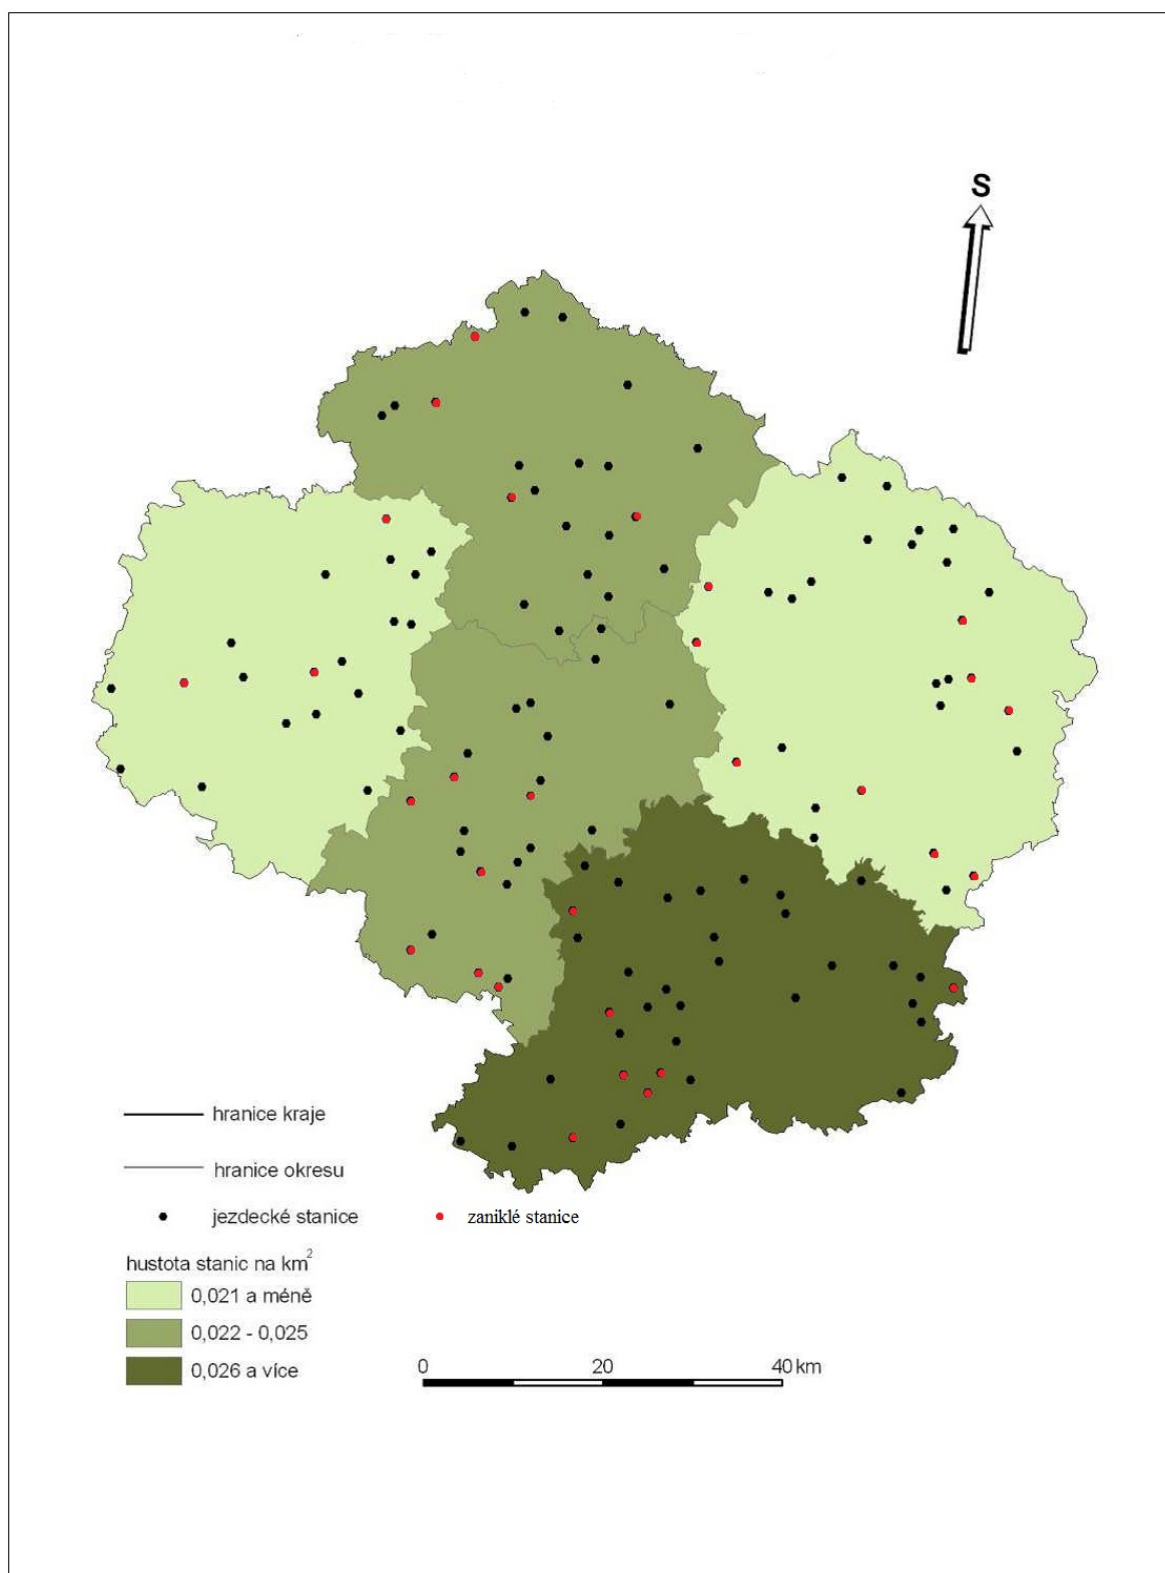 S
hranice kraje
hranice okresu
jezdecké stanice
zaniklé stanice
hustota stanic na km²
0,021 a méně
0,022 - 0,025
0,026 a více
0 20 40 km